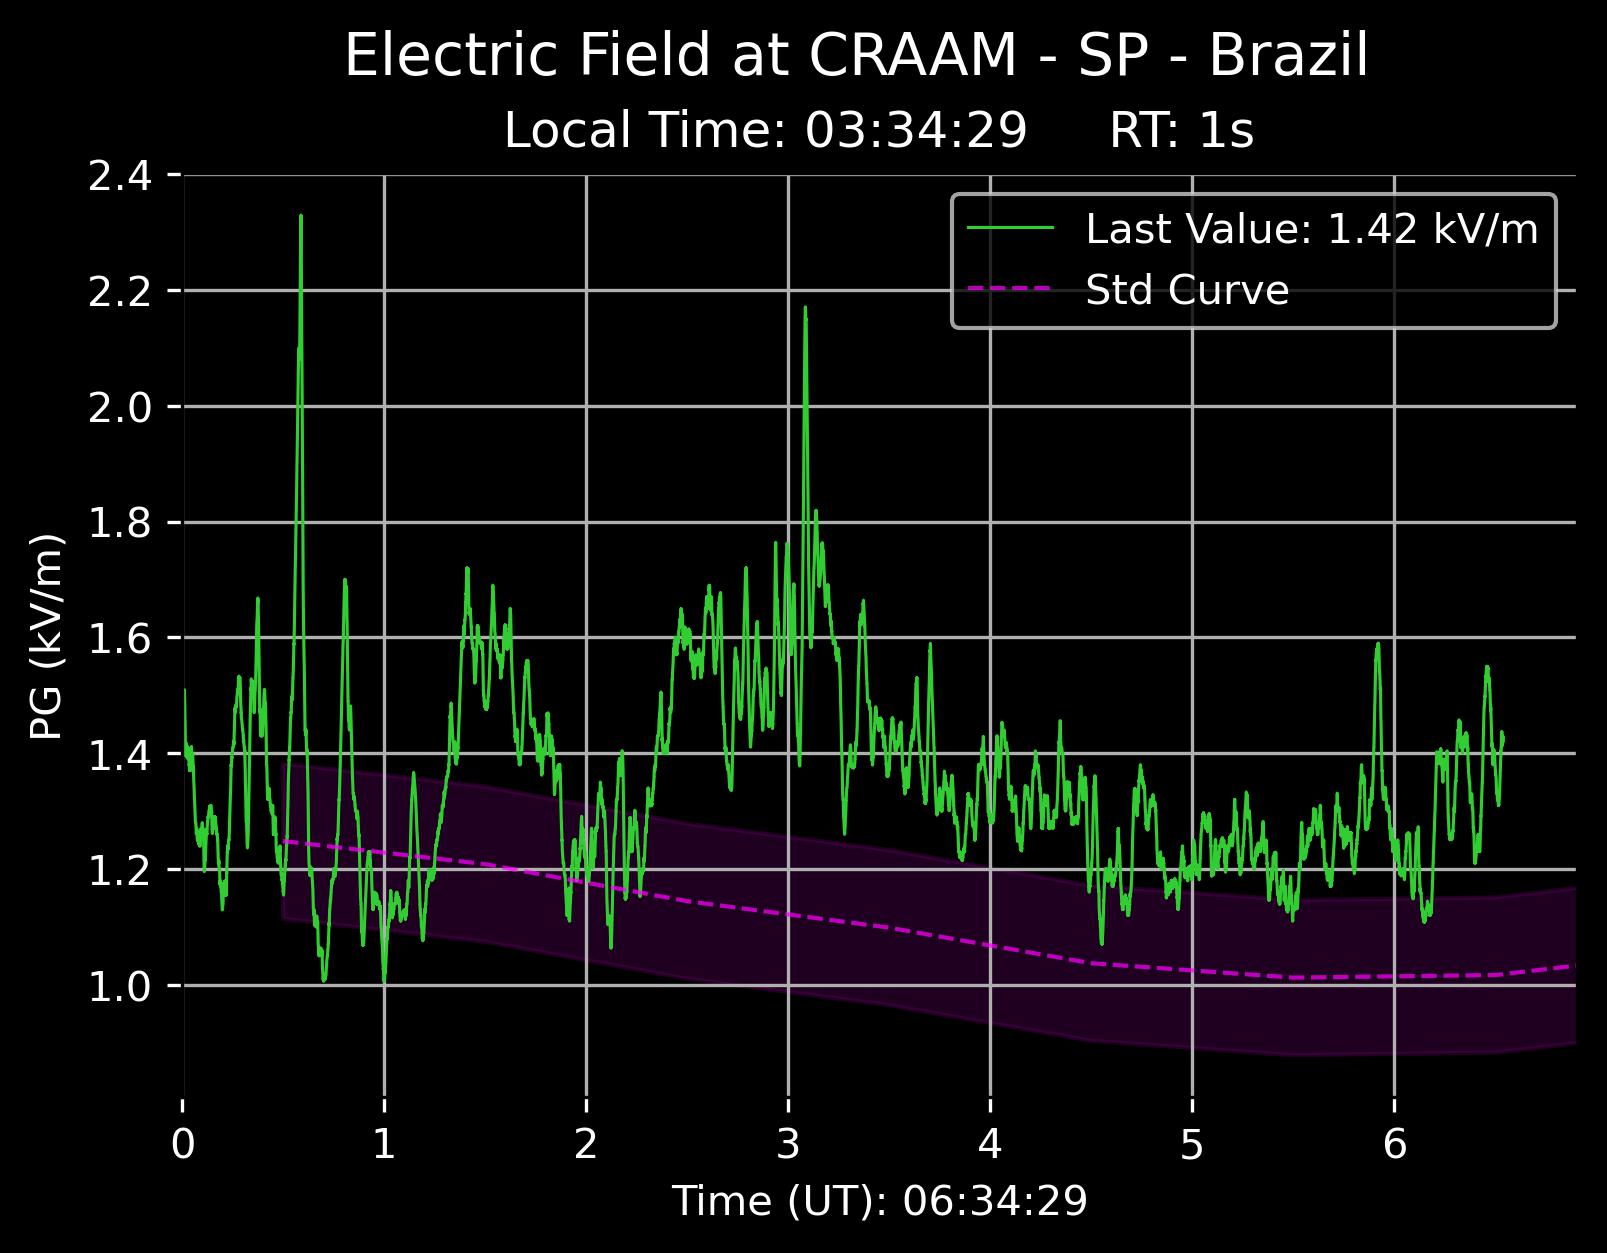 Electric Field at CRAAM - SP - Brazil
Local Time: 03:34:29 RT: 1s
Last Value: 1.42 kV/m
Std Curve
PG (kV/m)
2.4
2.2
2.0
1.8
1.6
1.4
1.2
1.0
0 1 2 3 4 5 6
Time (UT): 06:34:29